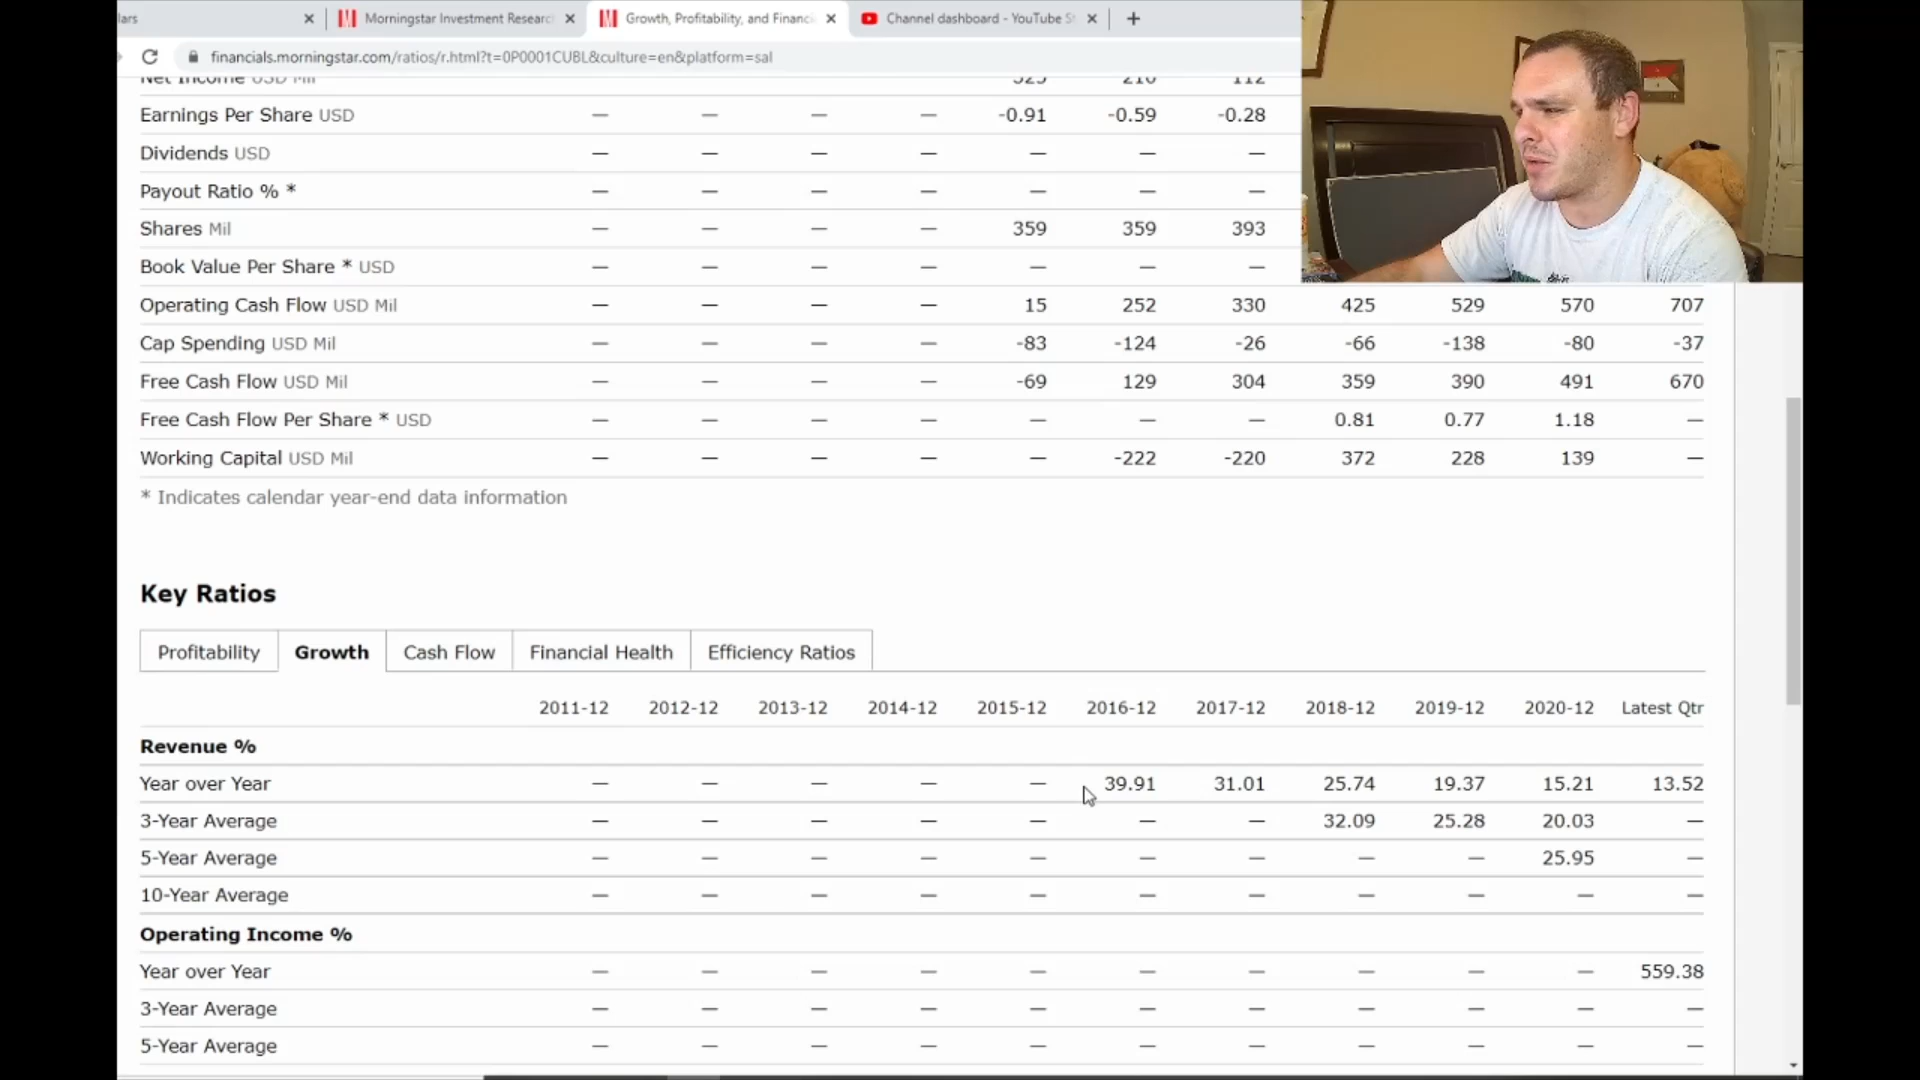 lars
Morningstar Investment Researc
Growth, Profitability, and Financi
Channel dashboard - YouTube S
financials.morningstar.com/ratios/r.html?t=0P0001CUBL&culture=en&platform=sal
Net Income USD Mil 323 210 112
Earnings Per Share USD — — — — -0.91 -0.59 -0.28
Dividends USD — — — — — — —
Payout Ratio % * — — — — — — —
Shares Mil — — — — 359 359 393
Book Value Per Share * USD — — — — — — —
Operating Cash Flow USD Mil — — — — 15 252 330 425 529 570 707
Cap Spending USD Mil — — — — -83 -124 -26 -66 -138 -80 -37
Free Cash Flow USD Mil — — — — -69 129 304 359 390 491 670
Free Cash Flow Per Share * USD — — — — — — — 0.81 0.77 1.18 —
Working Capital USD Mil — — — — — -222 -220 372 228 139 —
* Indicates calendar year-end data information
Key Ratios
Profitability Growth Cash Flow Financial Health Efficiency Ratios
2011-12 2012-12 2013-12 2014-12 2015-12 2016-12 2017-12 2018-12 2019-12 2020-12 Latest Qtr
Revenue %
Year over Year — — — — — 39.91 31.01 25.74 19.37 15.21 13.52
3-Year Average — — — — — — — 32.09 25.28 20.03 —
5-Year Average — — — — — — — — — 25.95 —
10-Year Average — — — — — — — — — — —
Operating Income %
Year over Year — — — — — — — — — — 559.38
3-Year Average — — — — — — — — — — —
5-Year Average — — — — — — — — — — —